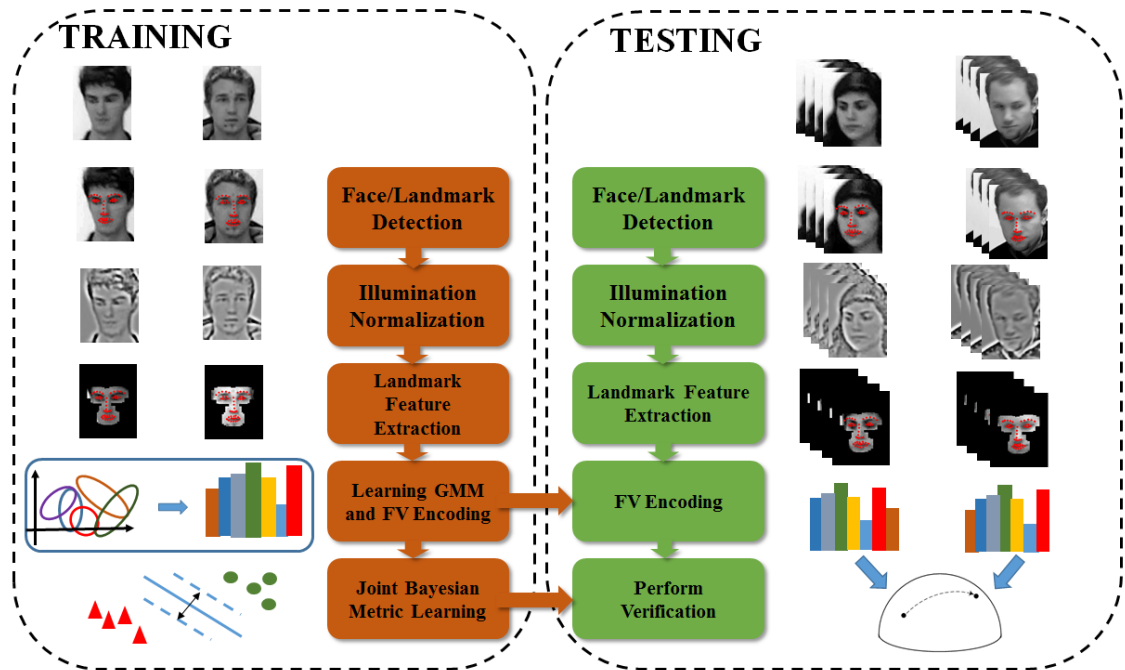 TRAINING
Face/Landmark
Detection
Illumination
Normalization
Landmark
Feature
Extraction
Learning GMM
and FV Encoding
Joint Bayesian
Metric Learning
TESTING
Face/Landmark
Detection
Illumination
Normalization
Landmark Feature
Extraction
FV Encoding
Perform
Verification